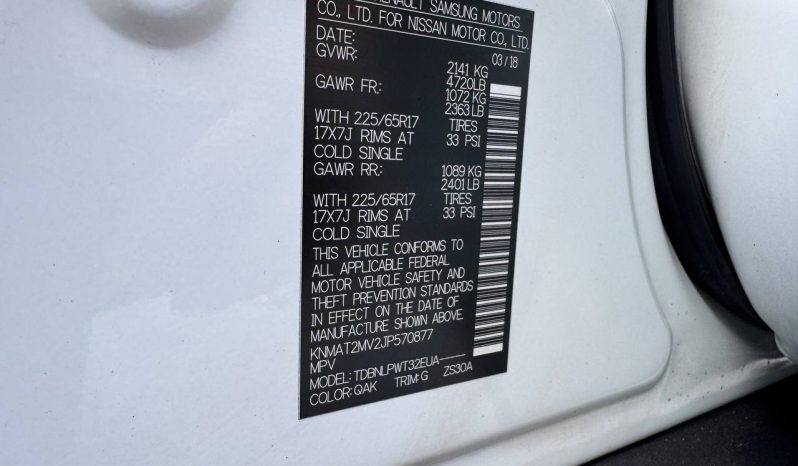 RENAULT SAMSUNG MOTORS
CO., LTD. FOR NISSAN MOTOR CO., LTD.
DATE: 03/18
GVWR: 2141 KG
4720LB
GAWR FR: 1072 KG
2363 LB
WITH 225/65R17 TIRES
17X7J RIMS AT 33 PSI
COLD SINGLE
GAWR RR: 1089 KG
2401 LB
WITH 225/65R17 TIRES
17X7J RIMS AT 33 PSI
COLD SINGLE
THIS VEHICLE CONFORMS TO
ALL APPLICABLE FEDERAL
MOTOR VEHICLE SAFETY AND
THEFT PREVENTION STANDARDS
IN EFFECT ON THE DATE OF
MANUFACTURE SHOWN ABOVE.
KNMAT2MV2JP570877
MPV
MODEL: TDBNLPWT32EUA-----
COLOR: QAK TRIM: G ZS30A